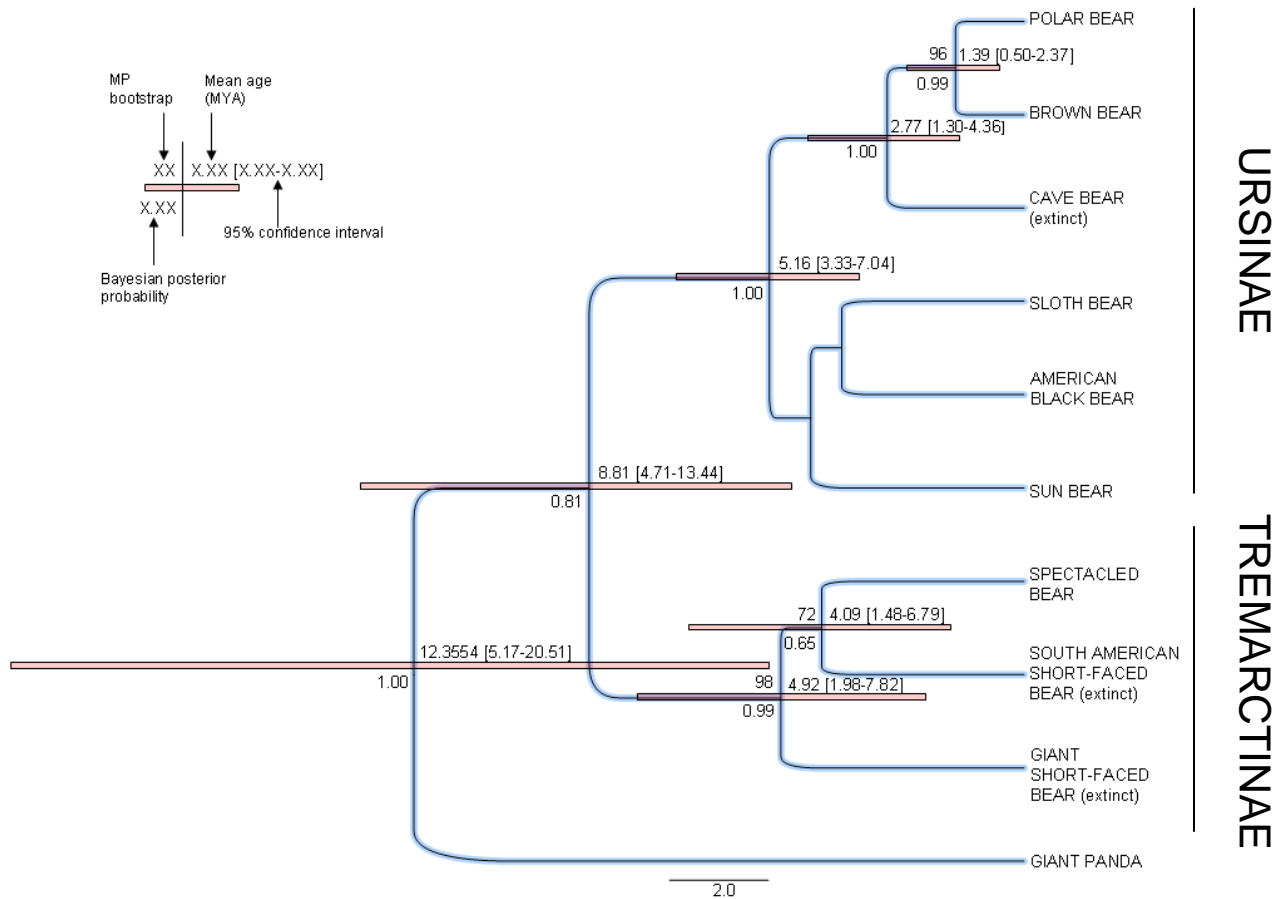 POLAR BEAR
96 1.39 [0.50-2.37]
0.99
MP
bootstrap
Mean age
(MYA)
BROWN BEAR
2.77 [1.30-4.36]
1.00
XX X.XX [X.XX-X.XX]
X.XX
95% confidence interval
Bayesian posterior
probability
CAVE BEAR
(extinct)
URSINAE
5.16 [3.33-7.04]
1.00
SLOTH BEAR
AMERICAN
BLACK BEAR
8.81 [4.71-13.44]
0.81
SUN BEAR
SPECTACLED
BEAR
72 4.09 [1.48-6.79]
0.65
12.3554 [5.17-20.51]
1.00
SOUTH AMERICAN
SHORT-FACED
BEAR (extinct)
98 4.92 [1.98-7.82]
0.99
TREMARCTINAE
GIANT
SHORT-FACED
BEAR (extinct)
GIANT PANDA
2.0